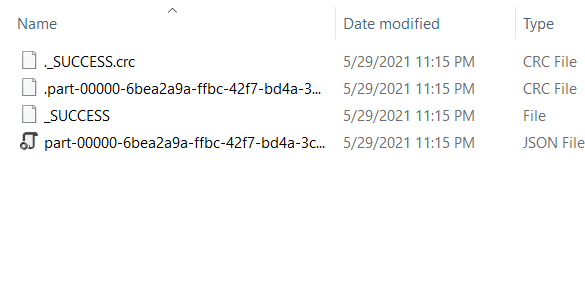 Name Date modified Type
._SUCCESS.crc 5/29/2021 11:15 PM CRC File
.part-00000-6bea2a9a-ffbc-42f7-bd4a-3... 5/29/2021 11:15 PM CRC File
_SUCCESS 5/29/2021 11:15 PM File
part-00000-6bea2a9a-ffbc-42f7-bd4a-3c... 5/29/2021 11:15 PM JSON File